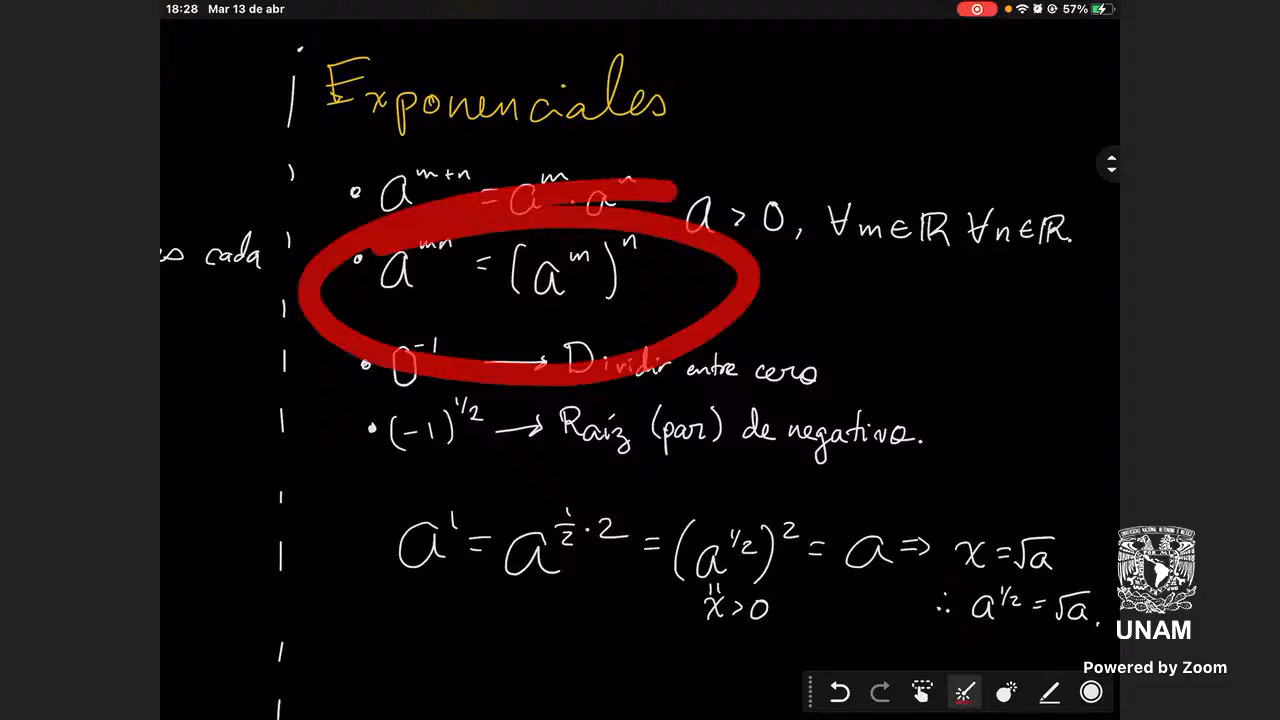 18:28 Mar 13 de abr 57%
Exponenciales
• a^{m+n} = a^m · a^n
a > 0, ∀m∈ℝ ∀n∈ℝ.
• a^{mn} = (a^m)^n
cada
• 0^{-1} → Dividir entre cero
• (-1)^{1/2} → Raíz (par) de negativo.
a^1 = a^{1/2 · 2} = (a^{1/2})^2 = a ⇒ x = √a
x > 0
∴ a^{1/2} = √a.
UNAM
Powered by Zoom